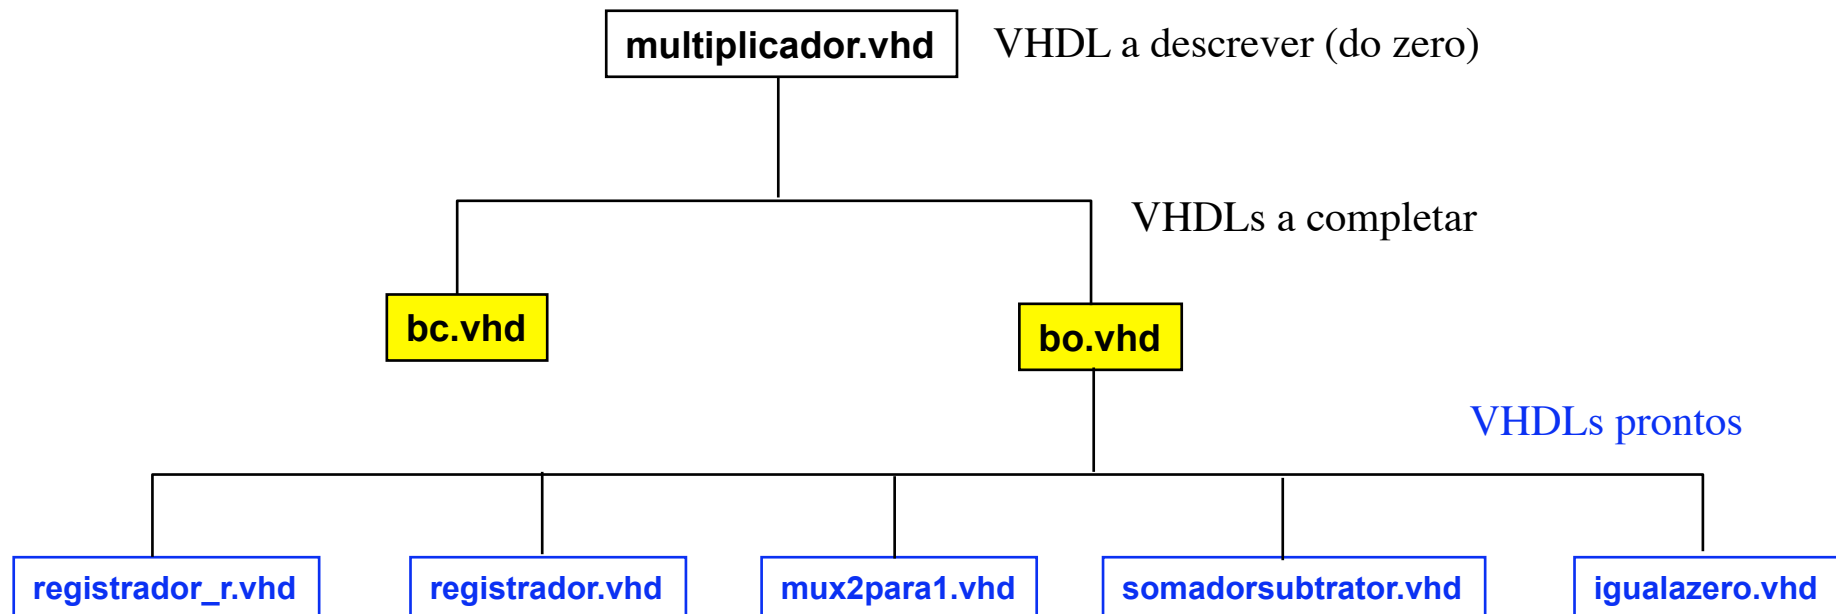 multiplicador.vhd
VHDL a descrever (do zero)
VHDLs a completar
bc.vhd
bo.vhd
VHDLs prontos
registrador_r.vhd
registrador.vhd
mux2para1.vhd
somadorsubtrator.vhd
igualazero.vhd